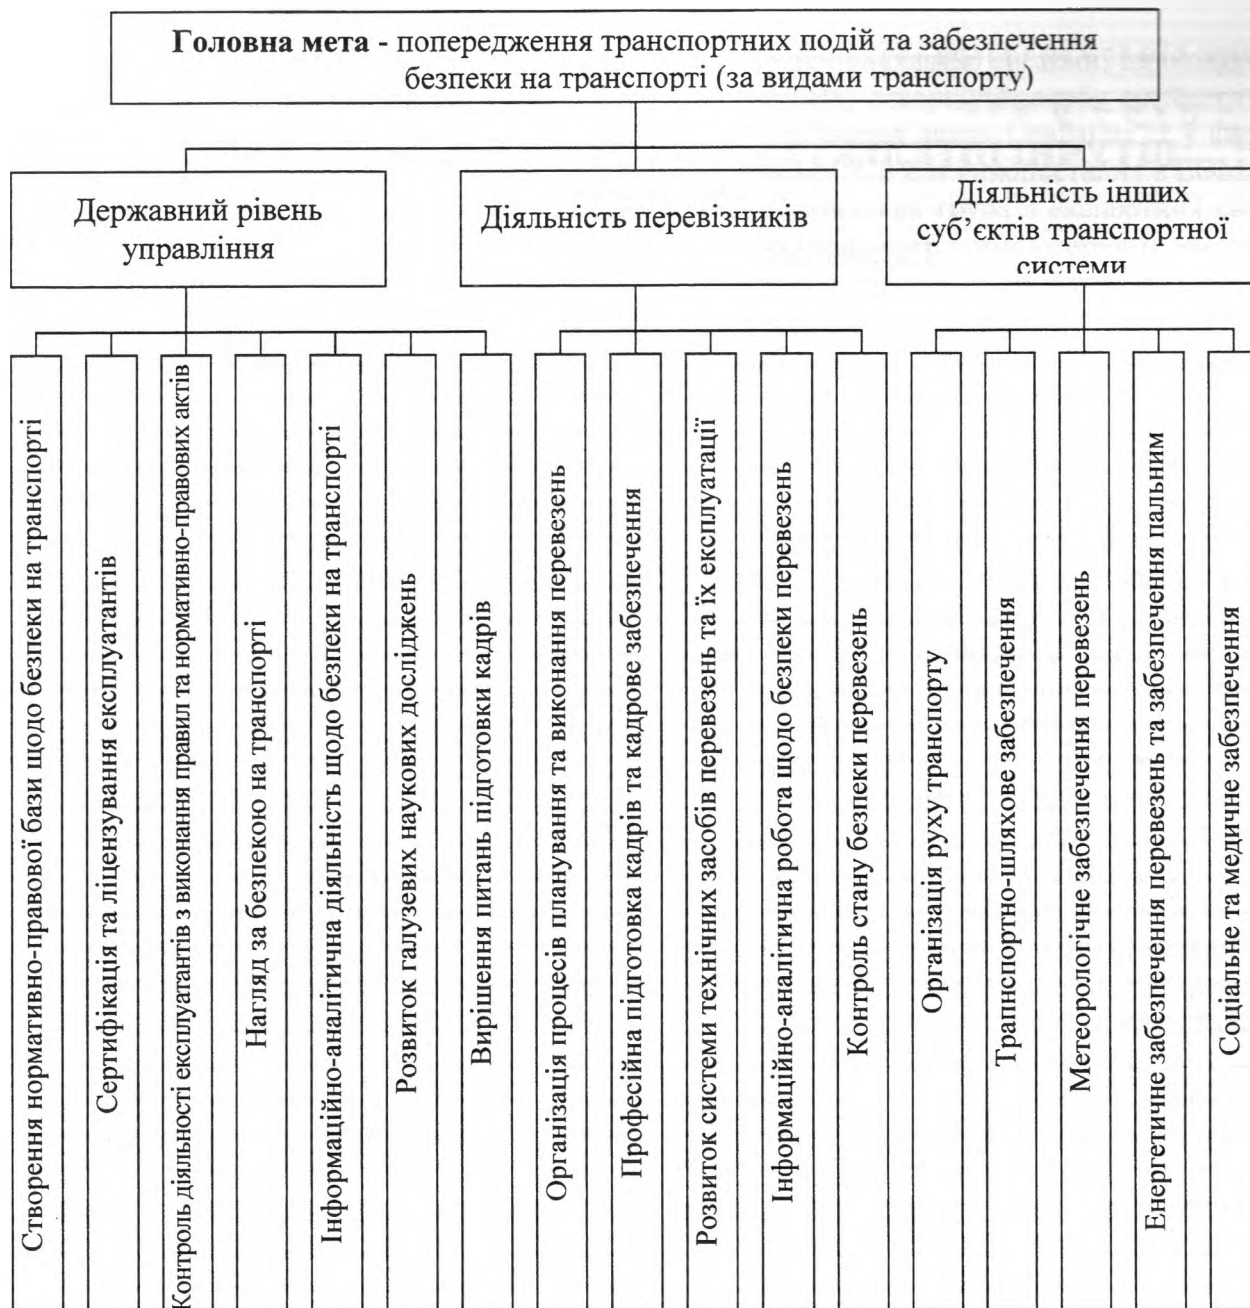 Головна мета - попередження транспортних подій та забезпечення
безпеки на транспорті (за видами транспорту)
Державний рівень
управління
Діяльність перевізників
Діяльність інших
суб’єктів транспортної
системи
Створення нормативно-правової бази щодо безпеки на транспорті
Сертифікація та ліцензування експлуатантів
Контроль діяльності експлуатантів з виконання правил та нормативно-правових актів
Нагляд за безпекою на транспорті
Інформаційно-аналітична діяльність щодо безпеки на транспорті
Розвиток галузевих наукових досліджень
Вирішення питань підготовки кадрів
Організація процесів планування та виконання перевезень
Професійна підготовка кадрів та кадрове забезпечення
Розвиток системи технічних засобів перевезень та їх експлуатації
Інформаційно-аналітична робота щодо безпеки перевезень
Контроль стану безпеки перевезень
Організація руху транспорту
Транспортно-шляхове забезпечення
Метеорологічне забезпечення перевезень
Енергетичне забезпечення перевезень та забезпечення пальним
Соціальне та медичне забезпечення